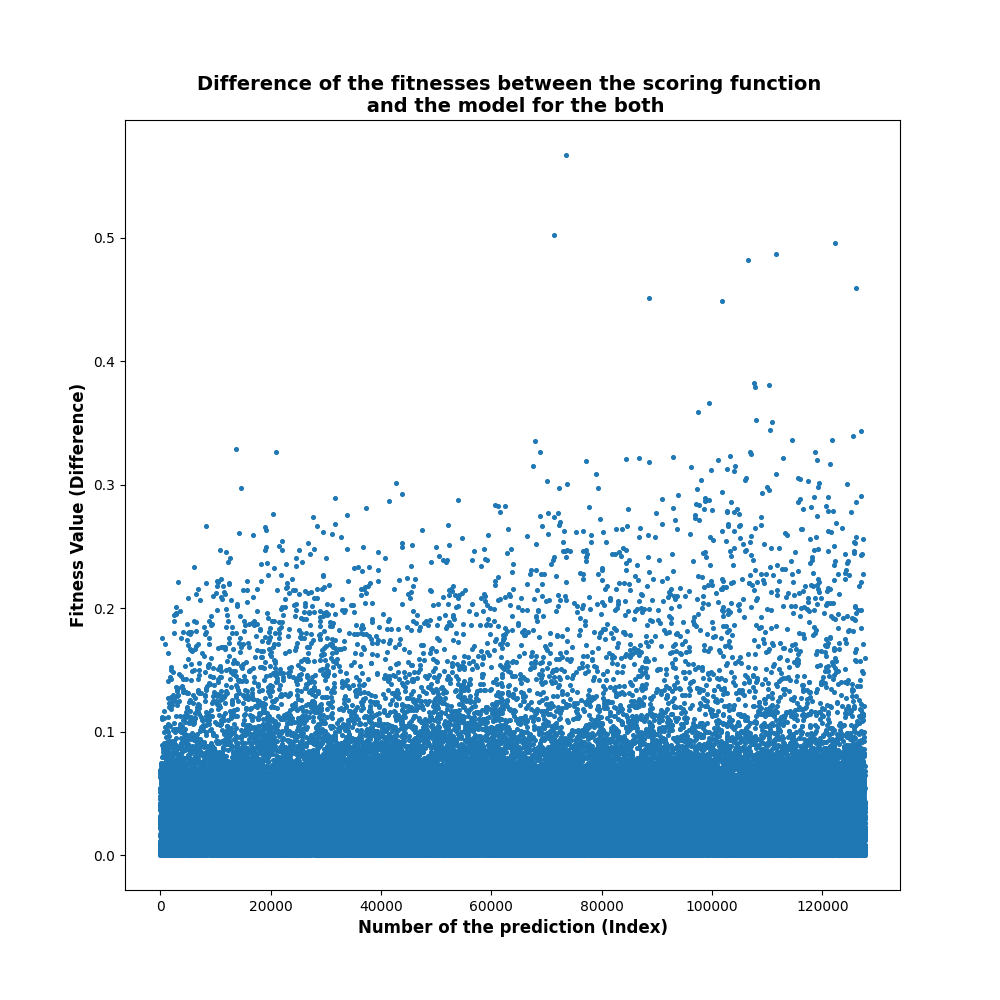 Difference of the fitnesses between the scoring function
and the model for the both
Fitness Value (Difference)
0.5
0.4
0.3
0.2
0.1
0.0
0 20000 40000 60000 80000 100000 120000
Number of the prediction (Index)